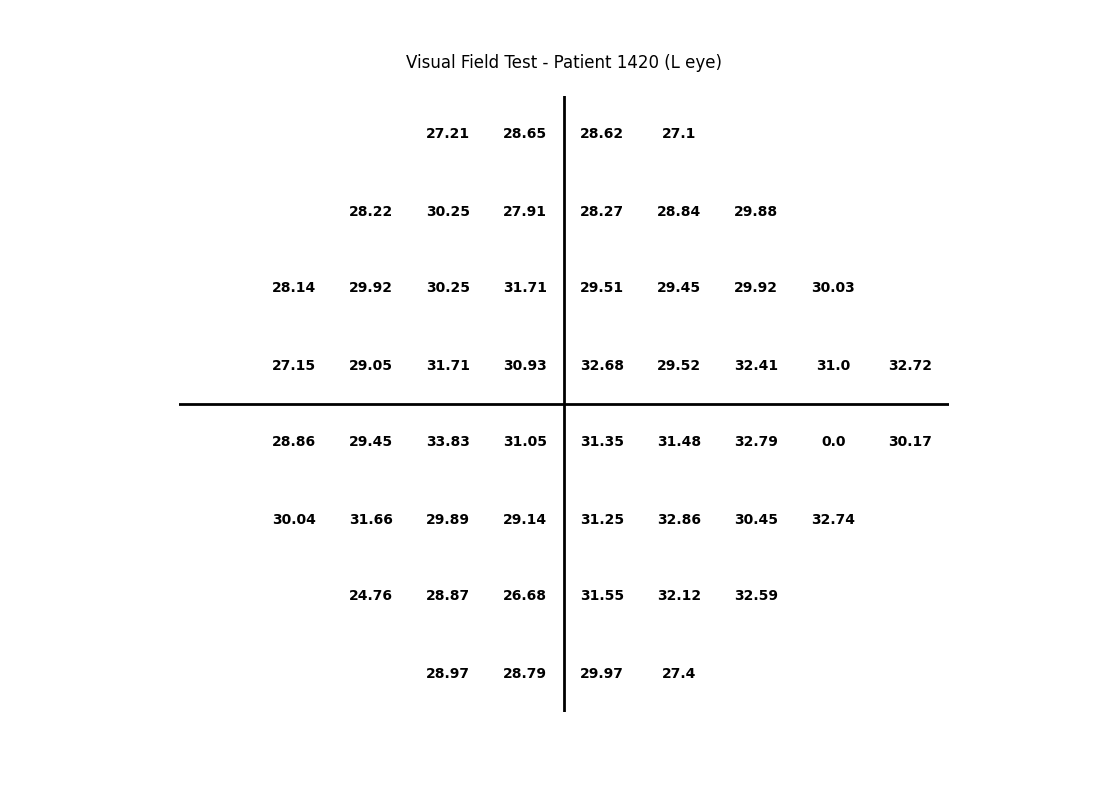 Visual Field Test - Patient 1420 (L eye)
27.21 28.65 28.62 27.1
28.22 30.25 27.91 28.27 28.84 29.88
28.14 29.92 30.25 31.71 29.51 29.45 29.92 30.03
27.15 29.05 31.71 30.93 32.68 29.52 32.41 31.0 32.72
28.86 29.45 33.83 31.05 31.35 31.48 32.79 0.0 30.17
30.04 31.66 29.89 29.14 31.25 32.86 30.45 32.74
24.76 28.87 26.68 31.55 32.12 32.59
28.97 28.79 29.97 27.4